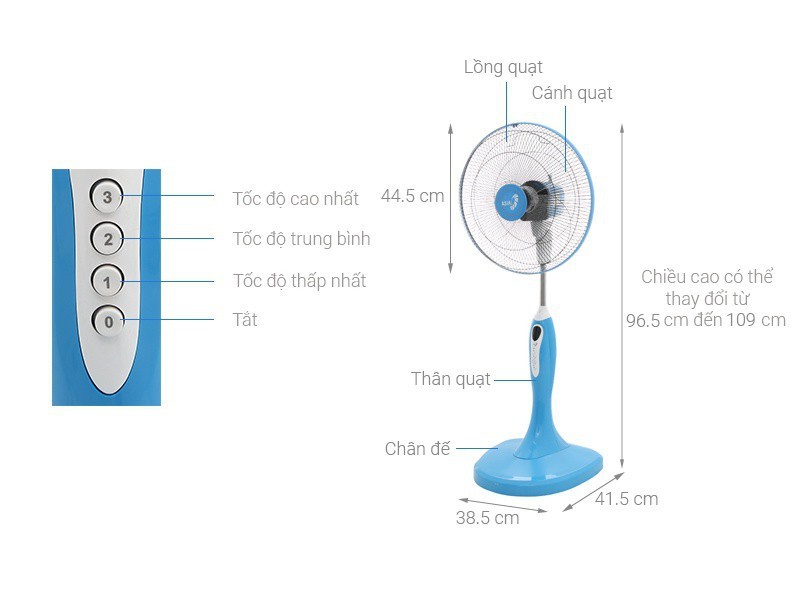 Lồng quạt
Cánh quạt
44.5 cm
3
Tốc độ cao nhất
2
Tốc độ trung bình
1
Tốc độ thấp nhất
0
Tắt
Chiều cao có thể
thay đổi từ
96.5 cm đến 109 cm
Thân quạt
Chân đế
41.5 cm
38.5 cm